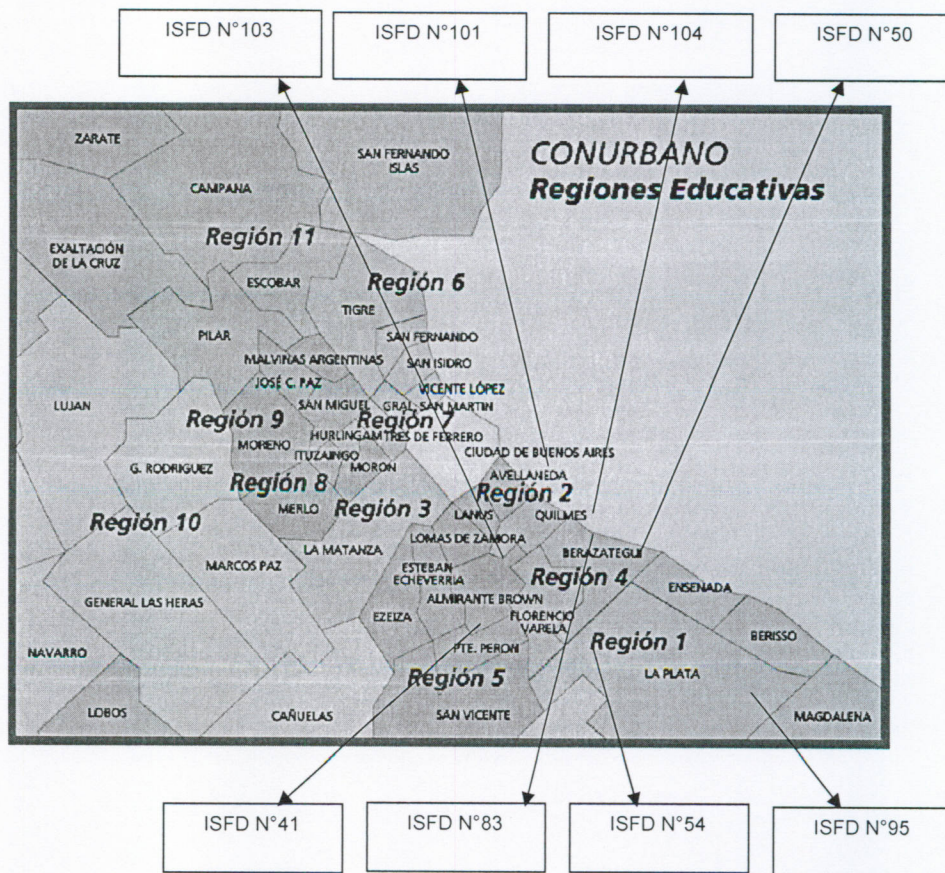 ISFD N°103
ISFD N°101
ISFD N°104
ISFD N°50
CONURBANO
Regiones Educativas
ZARATE
SAN FERNANDO
ISLAS
CAMPANA
Región 11
EXALTACIÓN
DE LA CRUZ
ESCOBAR
Región 6
TIGRE
PILAR
SAN FERNANDO
MALVINAS ARGENTINAS
SAN ISIDRO
JOSÉ C. PAZ
VICENTE LÓPEZ
LUJAN
SAN MIGUEL
GRAL. SAN MARTIN
Región 9
Región 7
HURLINGAM
TRES DE FEBRERO
MORENO
ITUZAINGO
CIUDAD DE BUENOS AIRES
G. RODRIGUEZ
MORON
AVELLANEDA
Región 8
Región 2
MERLO
Región 3
LANUS
QUILMES
Región 10
LOMAS DE ZAMORA
LA MATANZA
BERAZATEGUI
MARCOS PAZ
ESTEBAN
ECHEVERRIA
Región 4
ENSENADA
GENERAL LAS HERAS
ALMIRANTE BROWN
EZEIZA
FLORENCIO
VARELA
BERISSO
NAVARRO
PTE. PERON
Región 1
LA PLATA
Región 5
LOBOS
CAÑUELAS
SAN VICENTE
MAGDALENA
ISFD N°41
ISFD N°83
ISFD N°54
ISFD N°95